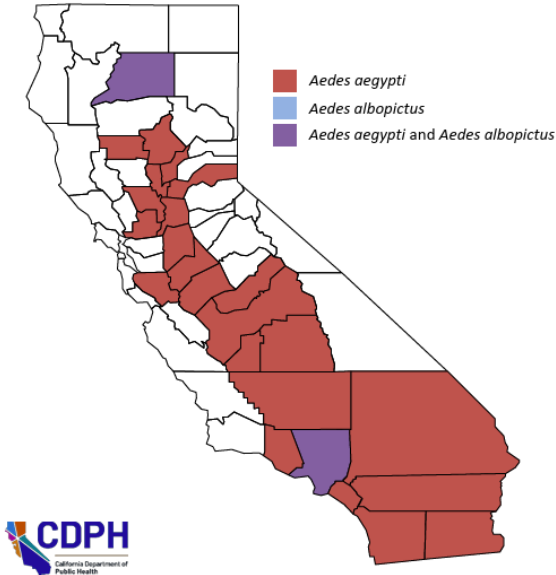 Aedes aegypti
Aedes albopictus
Aedes aegypti and Aedes albopictus
CDPH
California Department of
Public Health